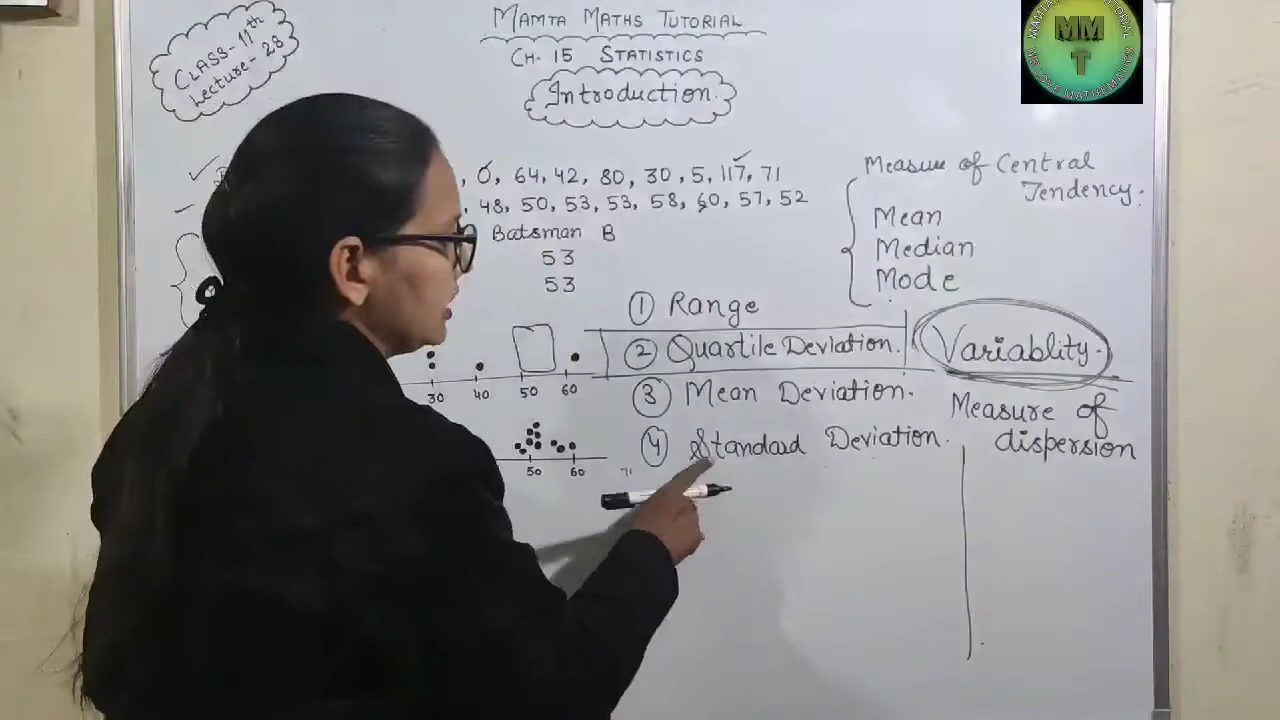 MAMTA MATHS TUTORIAL
CLASS-11th
Lecture-28
CH. 15 STATISTICS
Introduction.
MM
T
, 0, 64, 42, 80, 30, 5, 117, 71
, 48, 50, 53, 53, 58, 60, 57, 52
Batsman B
53
53
Measure of Central
Tendency.
Mean
Median
Mode
① Range
② Quartile Deviation.
③ Mean Deviation.
④ Standard Deviation.
Variablity.
Measure of
dispersion
30 40 50 60
50 60